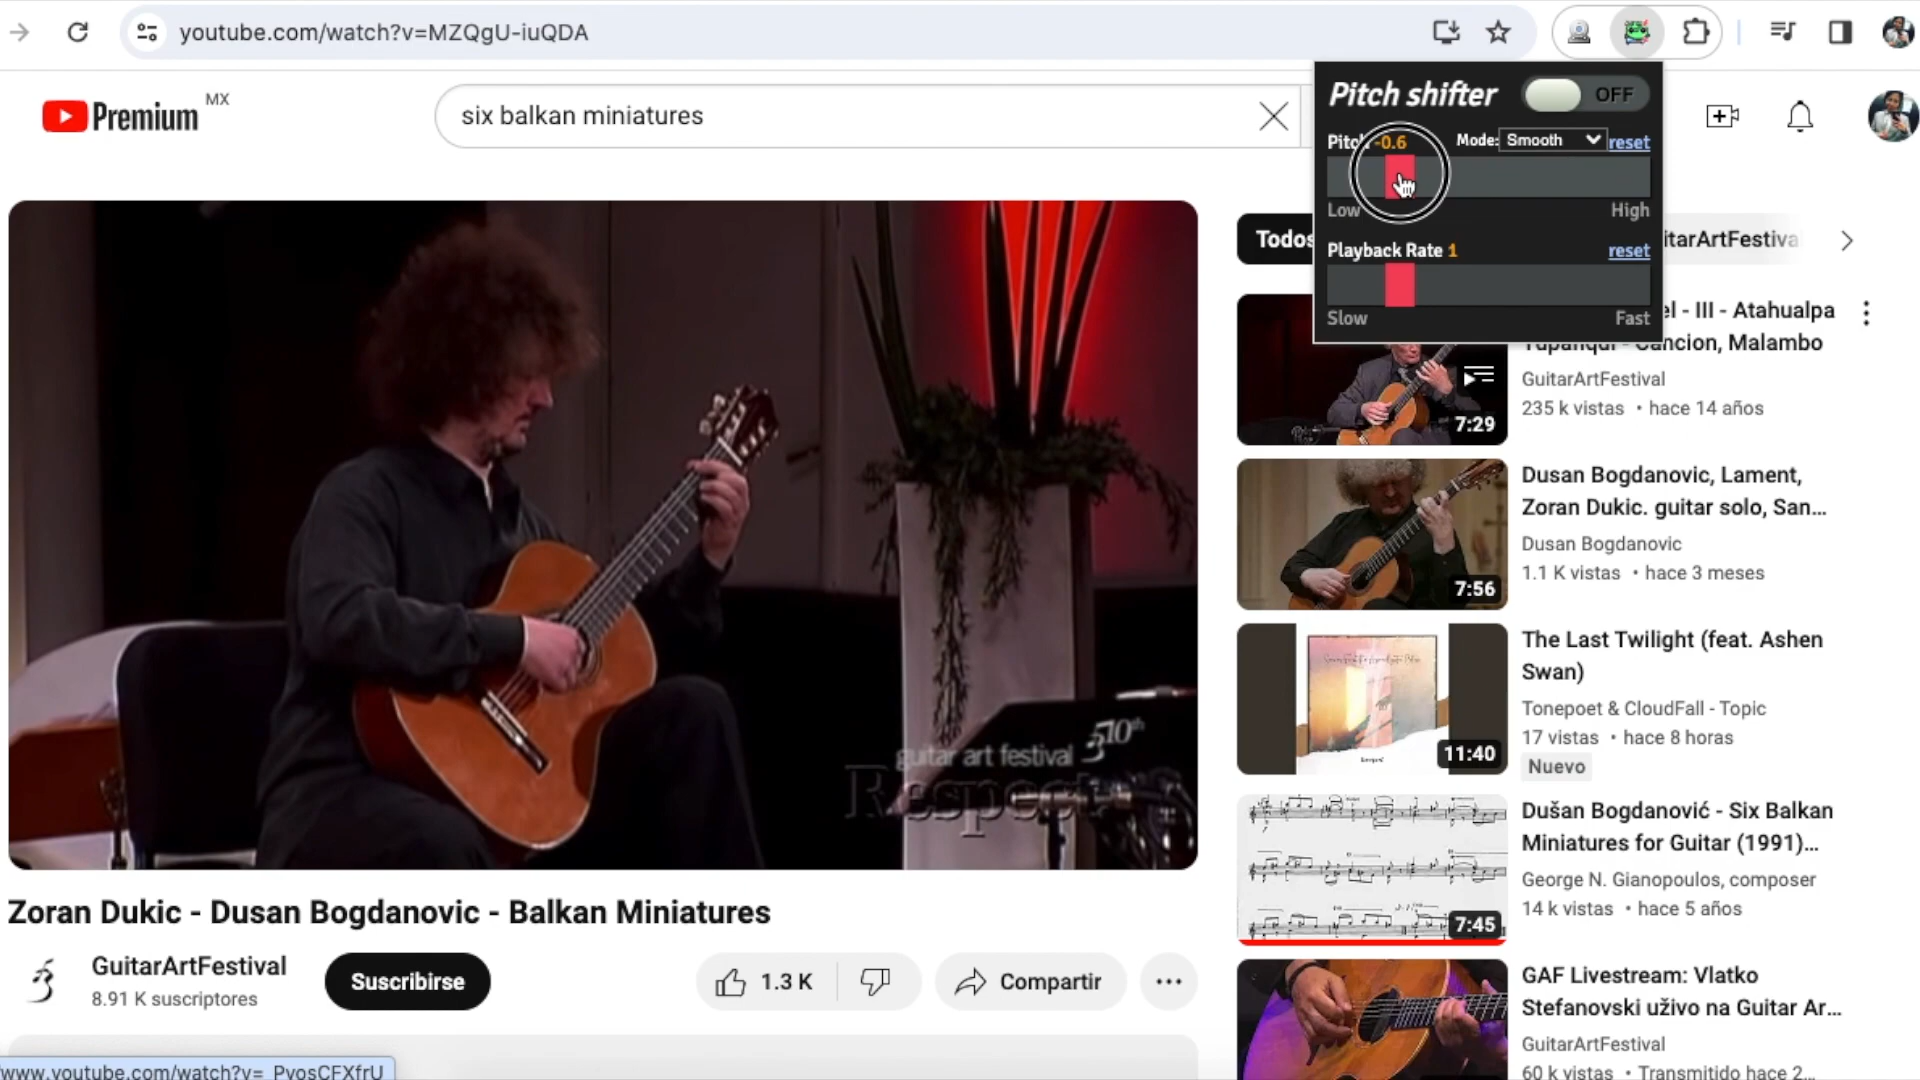 youtube.com/watch?v=MZQgU-iuQDA
Premium MX
six balkan miniatures
Pitch shifter OFF
Pitch -0.6 Mode: Smooth reset
Low High
Playback Rate 1 reset
Slow Fast
Todos
itarArtFestiva
el - III - Atahualpa
Yupanqui - Cancion, Malambo
GuitarArtFestival
235 k vistas • hace 14 años
7:29
Dusan Bogdanovic, Lament,
Zoran Dukic. guitar solo, San...
Dusan Bogdanovic
1.1 K vistas • hace 3 meses
7:56
The Last Twilight (feat. Ashen
Swan)
Tonepoet & CloudFall - Topic
17 vistas • hace 8 horas
Nuevo
11:40
Dušan Bogdanović - Six Balkan
Miniatures for Guitar (1991)...
George N. Gianopoulos, composer
14 k vistas • hace 5 años
7:45
GAF Livestream: Vlatko
Stefanovski uživo na Guitar Ar...
GuitarArtFestival
60 k vistas • Transmitido hace 2...
guitar art festival 10th
Respect
Zoran Dukic - Dusan Bogdanovic - Balkan Miniatures
GuitarArtFestival
8.91 K suscriptores
Suscribirse
1.3 K
Compartir
www.youtube.com/watch?v=_PvosCFXfrU